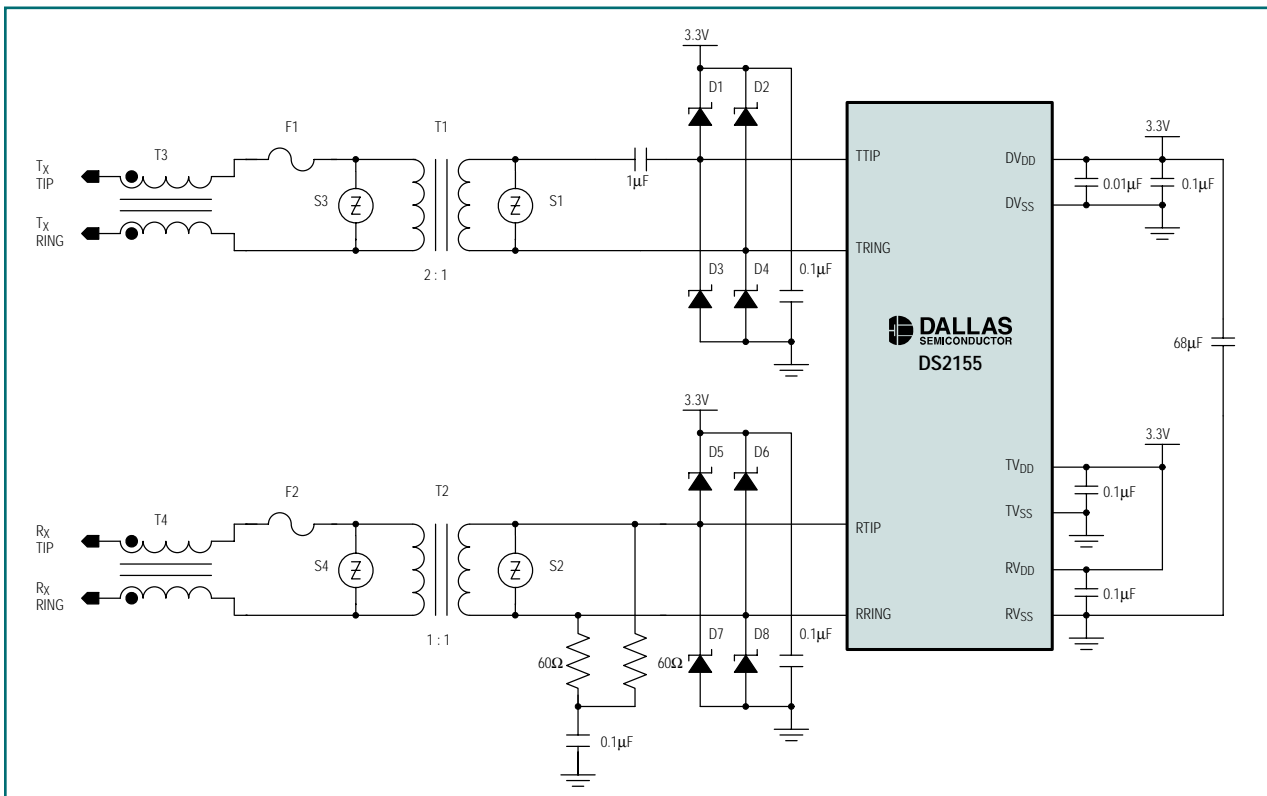 3.3V
D1
D2
F1
T1
T3
TX
TIP
TX
RING
S3
S1
1µF
2 : 1
D3
D4
0.1µF
TTIP
TRING
DALLAS
SEMICONDUCTOR
DS2155
DVDD
DVSS
3.3V
0.01µF
0.1µF
68µF
3.3V
D5
D6
F2
T2
T4
RX
TIP
RX
RING
S4
S2
1 : 1
60Ω
60Ω
0.1µF
D7
D8
0.1µF
RTIP
RRING
3.3V
TVDD
0.1µF
TVSS
RVDD
0.1µF
RVSS